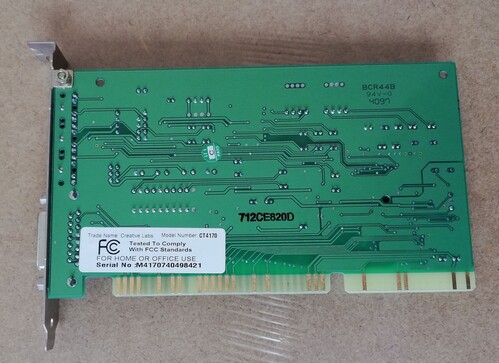 BCR44B
94V-0
4097
712CE820D
Trade Name: Creative Labs Model Number: CT4170
FC Tested To Comply
With FCC Standards
FOR HOME OR OFFICE USE
Serial No :M4170740498421